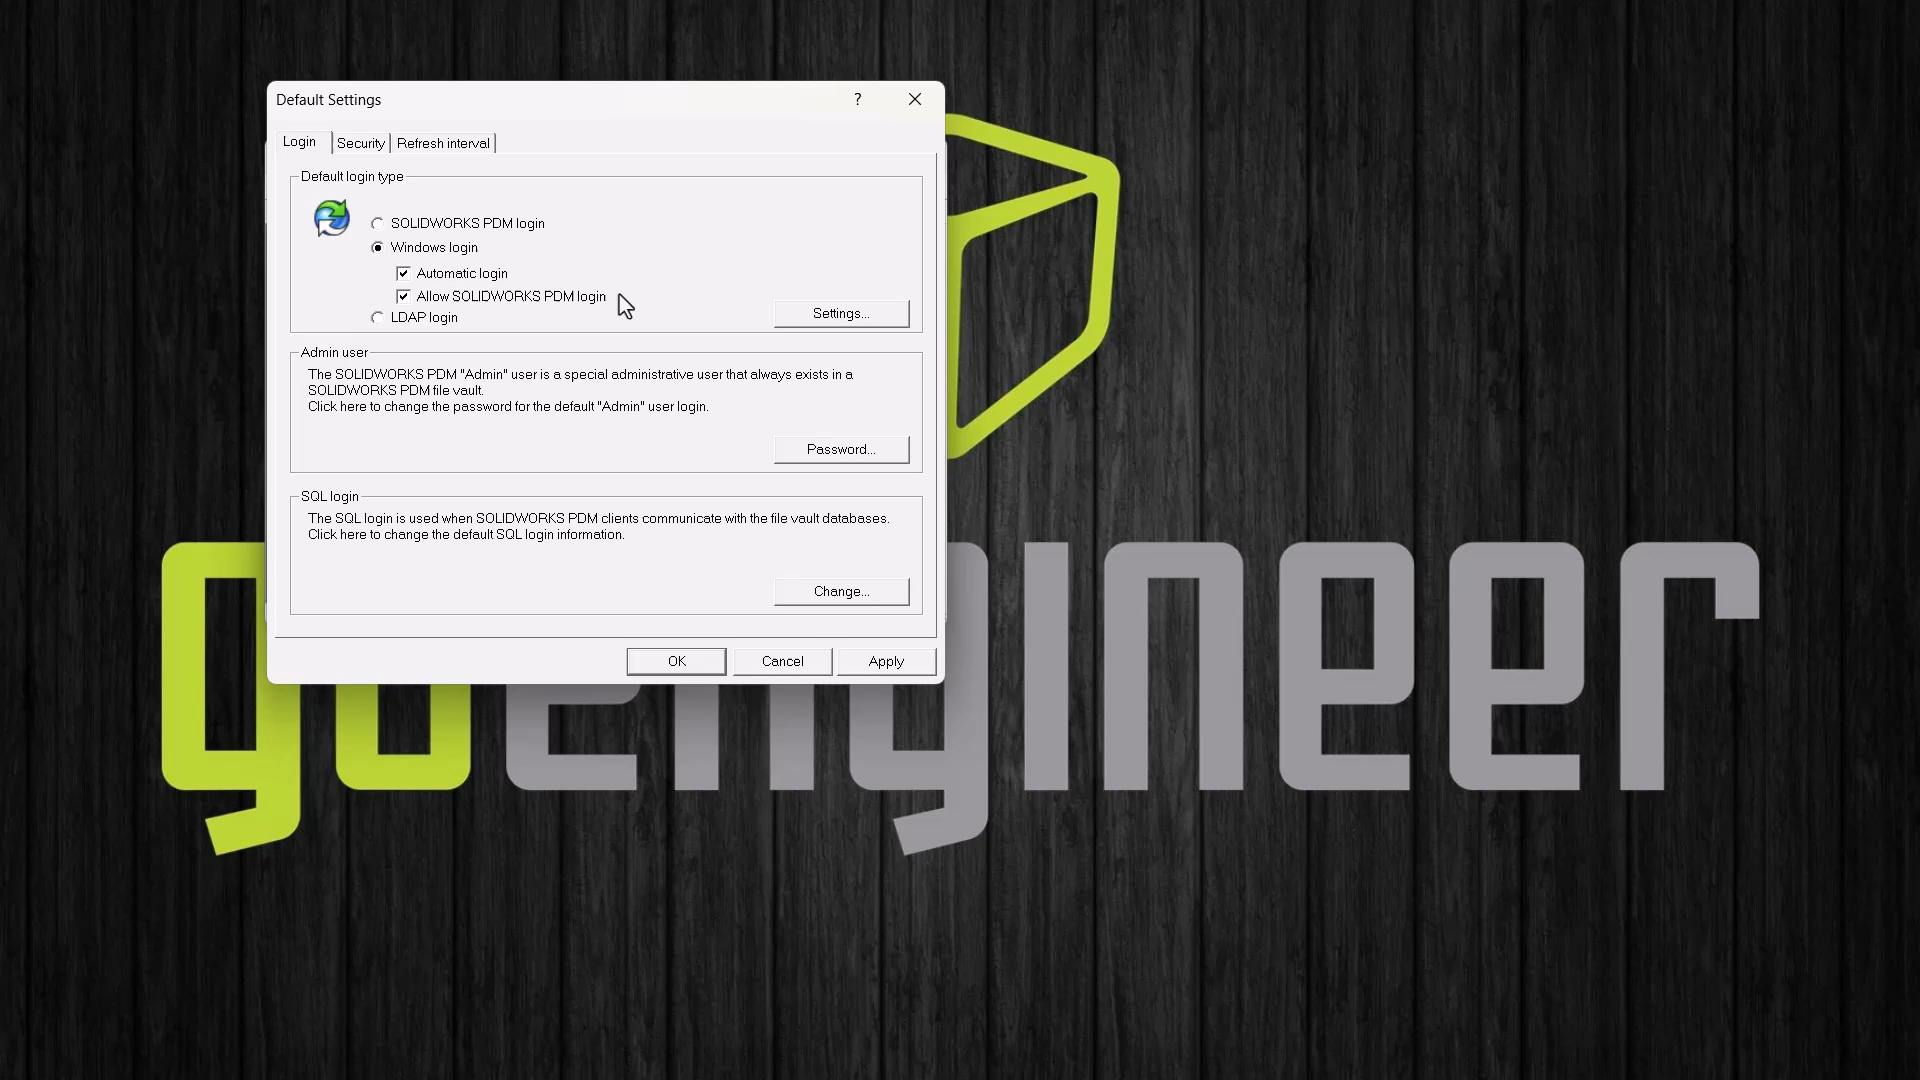 Default Settings
?
Login
Security
Refresh interval
Default login type
SOLIDWORKS PDM login
Windows login
Automatic login
Allow SOLIDWORKS PDM login
LDAP login
Settings...
Admin user
The SOLIDWORKS PDM "Admin" user is a special administrative user that always exists in a
SOLIDWORKS PDM file vault.
Click here to change the password for the default "Admin" user login.
Password...
SQL login
The SQL login is used when SOLIDWORKS PDM clients communicate with the file vault databases.
Click here to change the default SQL login information.
Change...
OK
Cancel
Apply
goengineer